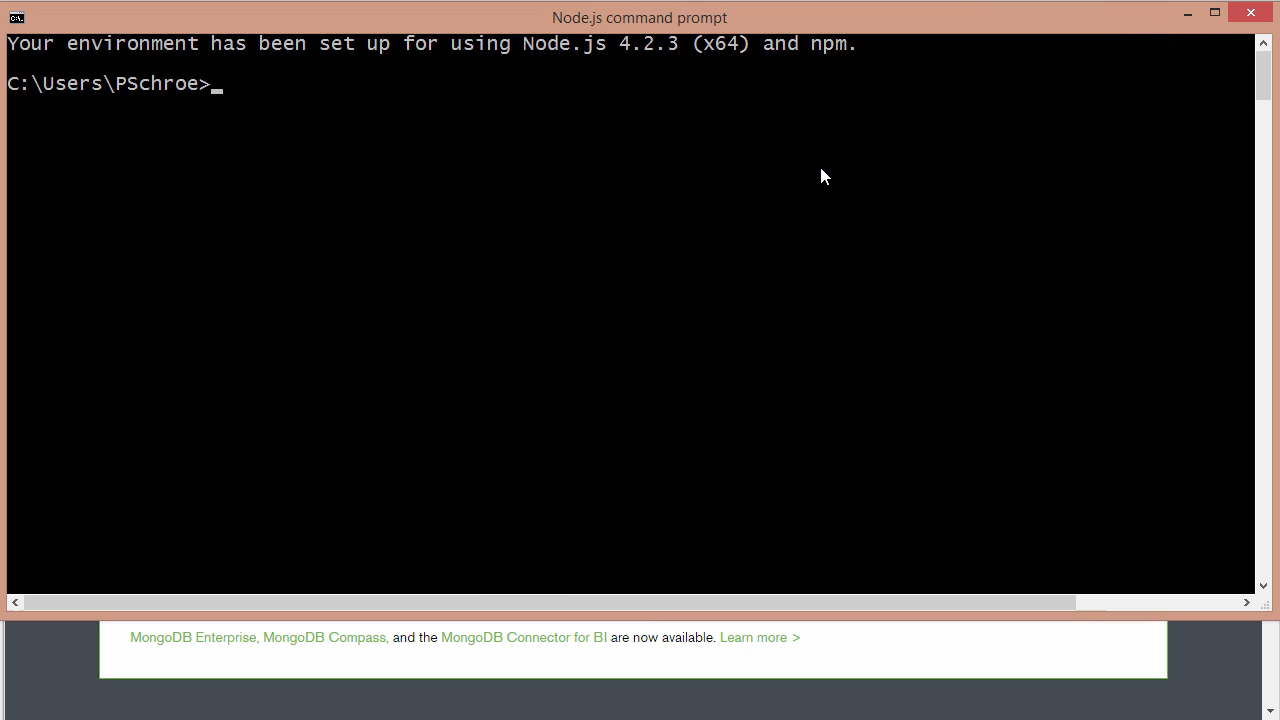 Node.js command prompt
Your environment has been set up for using Node.js 4.2.3 (x64) and npm.
C:\Users\PSchroe>_
MongoDB Enterprise, MongoDB Compass, and the MongoDB Connector for BI are now available. Learn more >